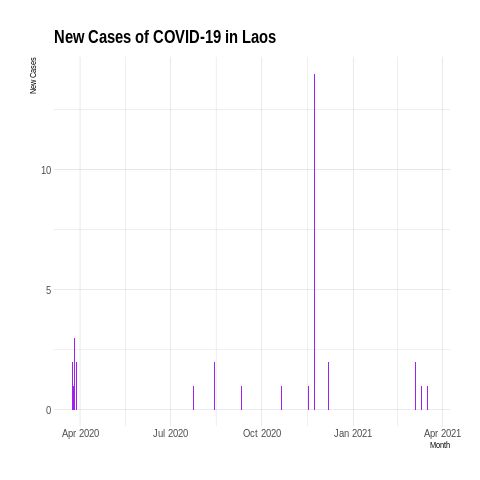 New Cases of COVID-19 in Laos
New Cases
10
5
0
Apr 2020
Jul 2020
Oct 2020
Jan 2021
Apr 2021
Month